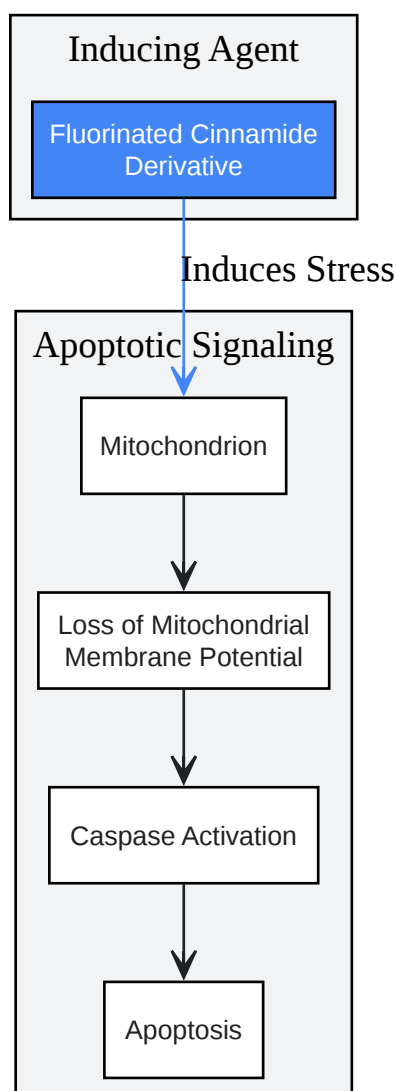 Inducing Agent
Fluorinated Cinnamide
Derivative
Induces Stress
Apoptotic Signaling
Mitochondrion
Loss of Mitochondrial
Membrane Potential
Caspase Activation
Apoptosis